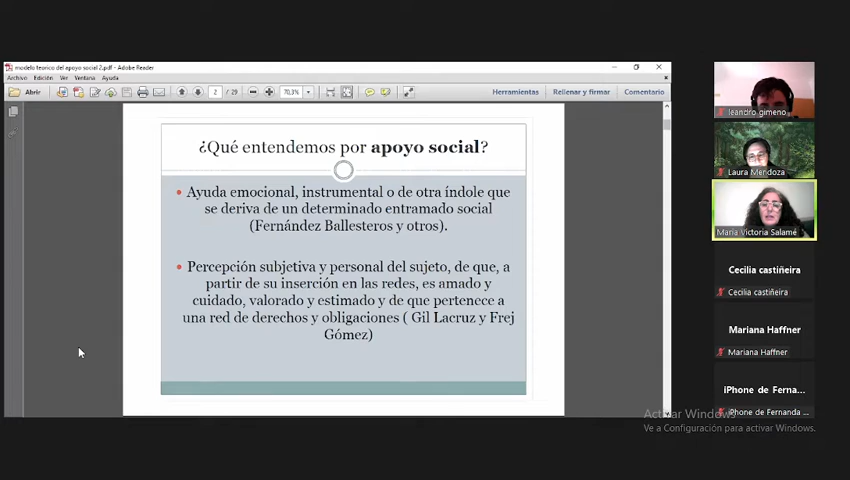 modelo teorico del apoyo social 2.pdf - Adobe Reader
Archivo Edición Ver Ventana Ayuda
Abrir 2 / 29 70,3% Herramientas Rellenar y firmar Comentario
¿Qué entendemos por apoyo social?
Ayuda emocional, instrumental o de otra índole que
se deriva de un determinado entramado social
(Fernández Ballesteros y otros).
Percepción subjetiva y personal del sujeto, de que, a
partir de su inserción en las redes, es amado y
cuidado, valorado y estimado y de que pertenece a
una red de derechos y obligaciones ( Gil Lacruz y Frej
Gómez)
leandro gimeno
Laura Mendoza
María Victoria Salamé
Cecilia castiñeira
Cecilia castiñeira
Mariana Haffner
Mariana Haffner
iPhone de Ferna...
iPhone de Fernanda ...
Activar Windows
Ve a Configuración para activar Windows.